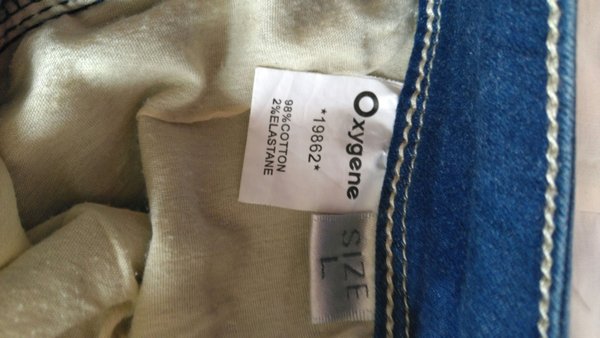 Oxygene
*19862*
98%COTTON
2%ELASTANE
SIZE
L